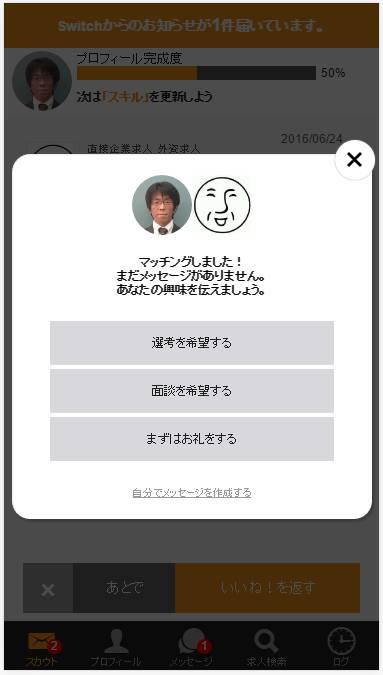 Switchからのお知らせが1件届いています。
プロフィール完成度
50%
次は「スキル」を更新しよう
2016/06/24
直接企業求人 外資求人
×
マッチングしました！
まだメッセージがありません。
あなたの興味を伝えましょう。
選考を希望する
面談を希望する
まずはお礼をする
自分でメッセージを作成する
× あとで いいね！を返す
2 1
スカウト プロフィール メッセージ 求人検索 ログ